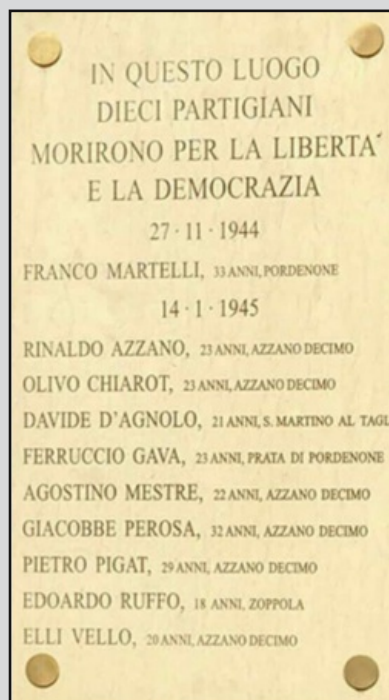 IN QUESTO LUOGO
DIECI PARTIGIANI
MORIRONO PER LA LIBERTA'
E LA DEMOCRAZIA
27 · 11 · 1944
FRANCO MARTELLI, 33 ANNI, PORDENONE
14 · 1 · 1945
RINALDO AZZANO, 23 ANNI, AZZANO DECIMO
OLIVO CHIAROT, 23 ANNI, AZZANO DECIMO
DAVIDE D'AGNOLO, 21 ANNI, S. MARTINO AL TAGL
FERRUCCIO GAVA, 23 ANNI, PRATA DI PORDENONE
AGOSTINO MESTRE, 22 ANNI, AZZANO DECIMO
GIACOBBE PEROSA, 32 ANNI, AZZANO DECIMO
PIETRO PIGAT, 29 ANNI, AZZANO DECIMO
EDOARDO RUFFO, 18 ANNI, ZOPPOLA
ELLI VELLO, 20 ANNI, AZZANO DECIMO